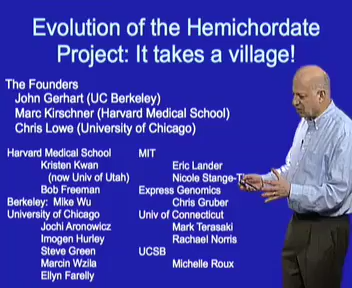 Evolution of the Hemichordate
Project: It takes a village!
The Founders
John Gerhart (UC Berkeley)
Marc Kirschner (Harvard Medical School)
Chris Lowe (University of Chicago)
Harvard Medical School
Kristen Kwan
(now Univ of Utah)
Bob Freeman
Berkeley: Mike Wu
University of Chicago
Jochi Aronowicz
Imogen Hurley
Steve Green
Marcin Wzila
Ellyn Farelly
MIT
Eric Lander
Nicole Stange-T
Express Genomics
Chris Gruber
Univ of Connecticut
Mark Terasaki
Rachael Norris
UCSB
Michelle Roux